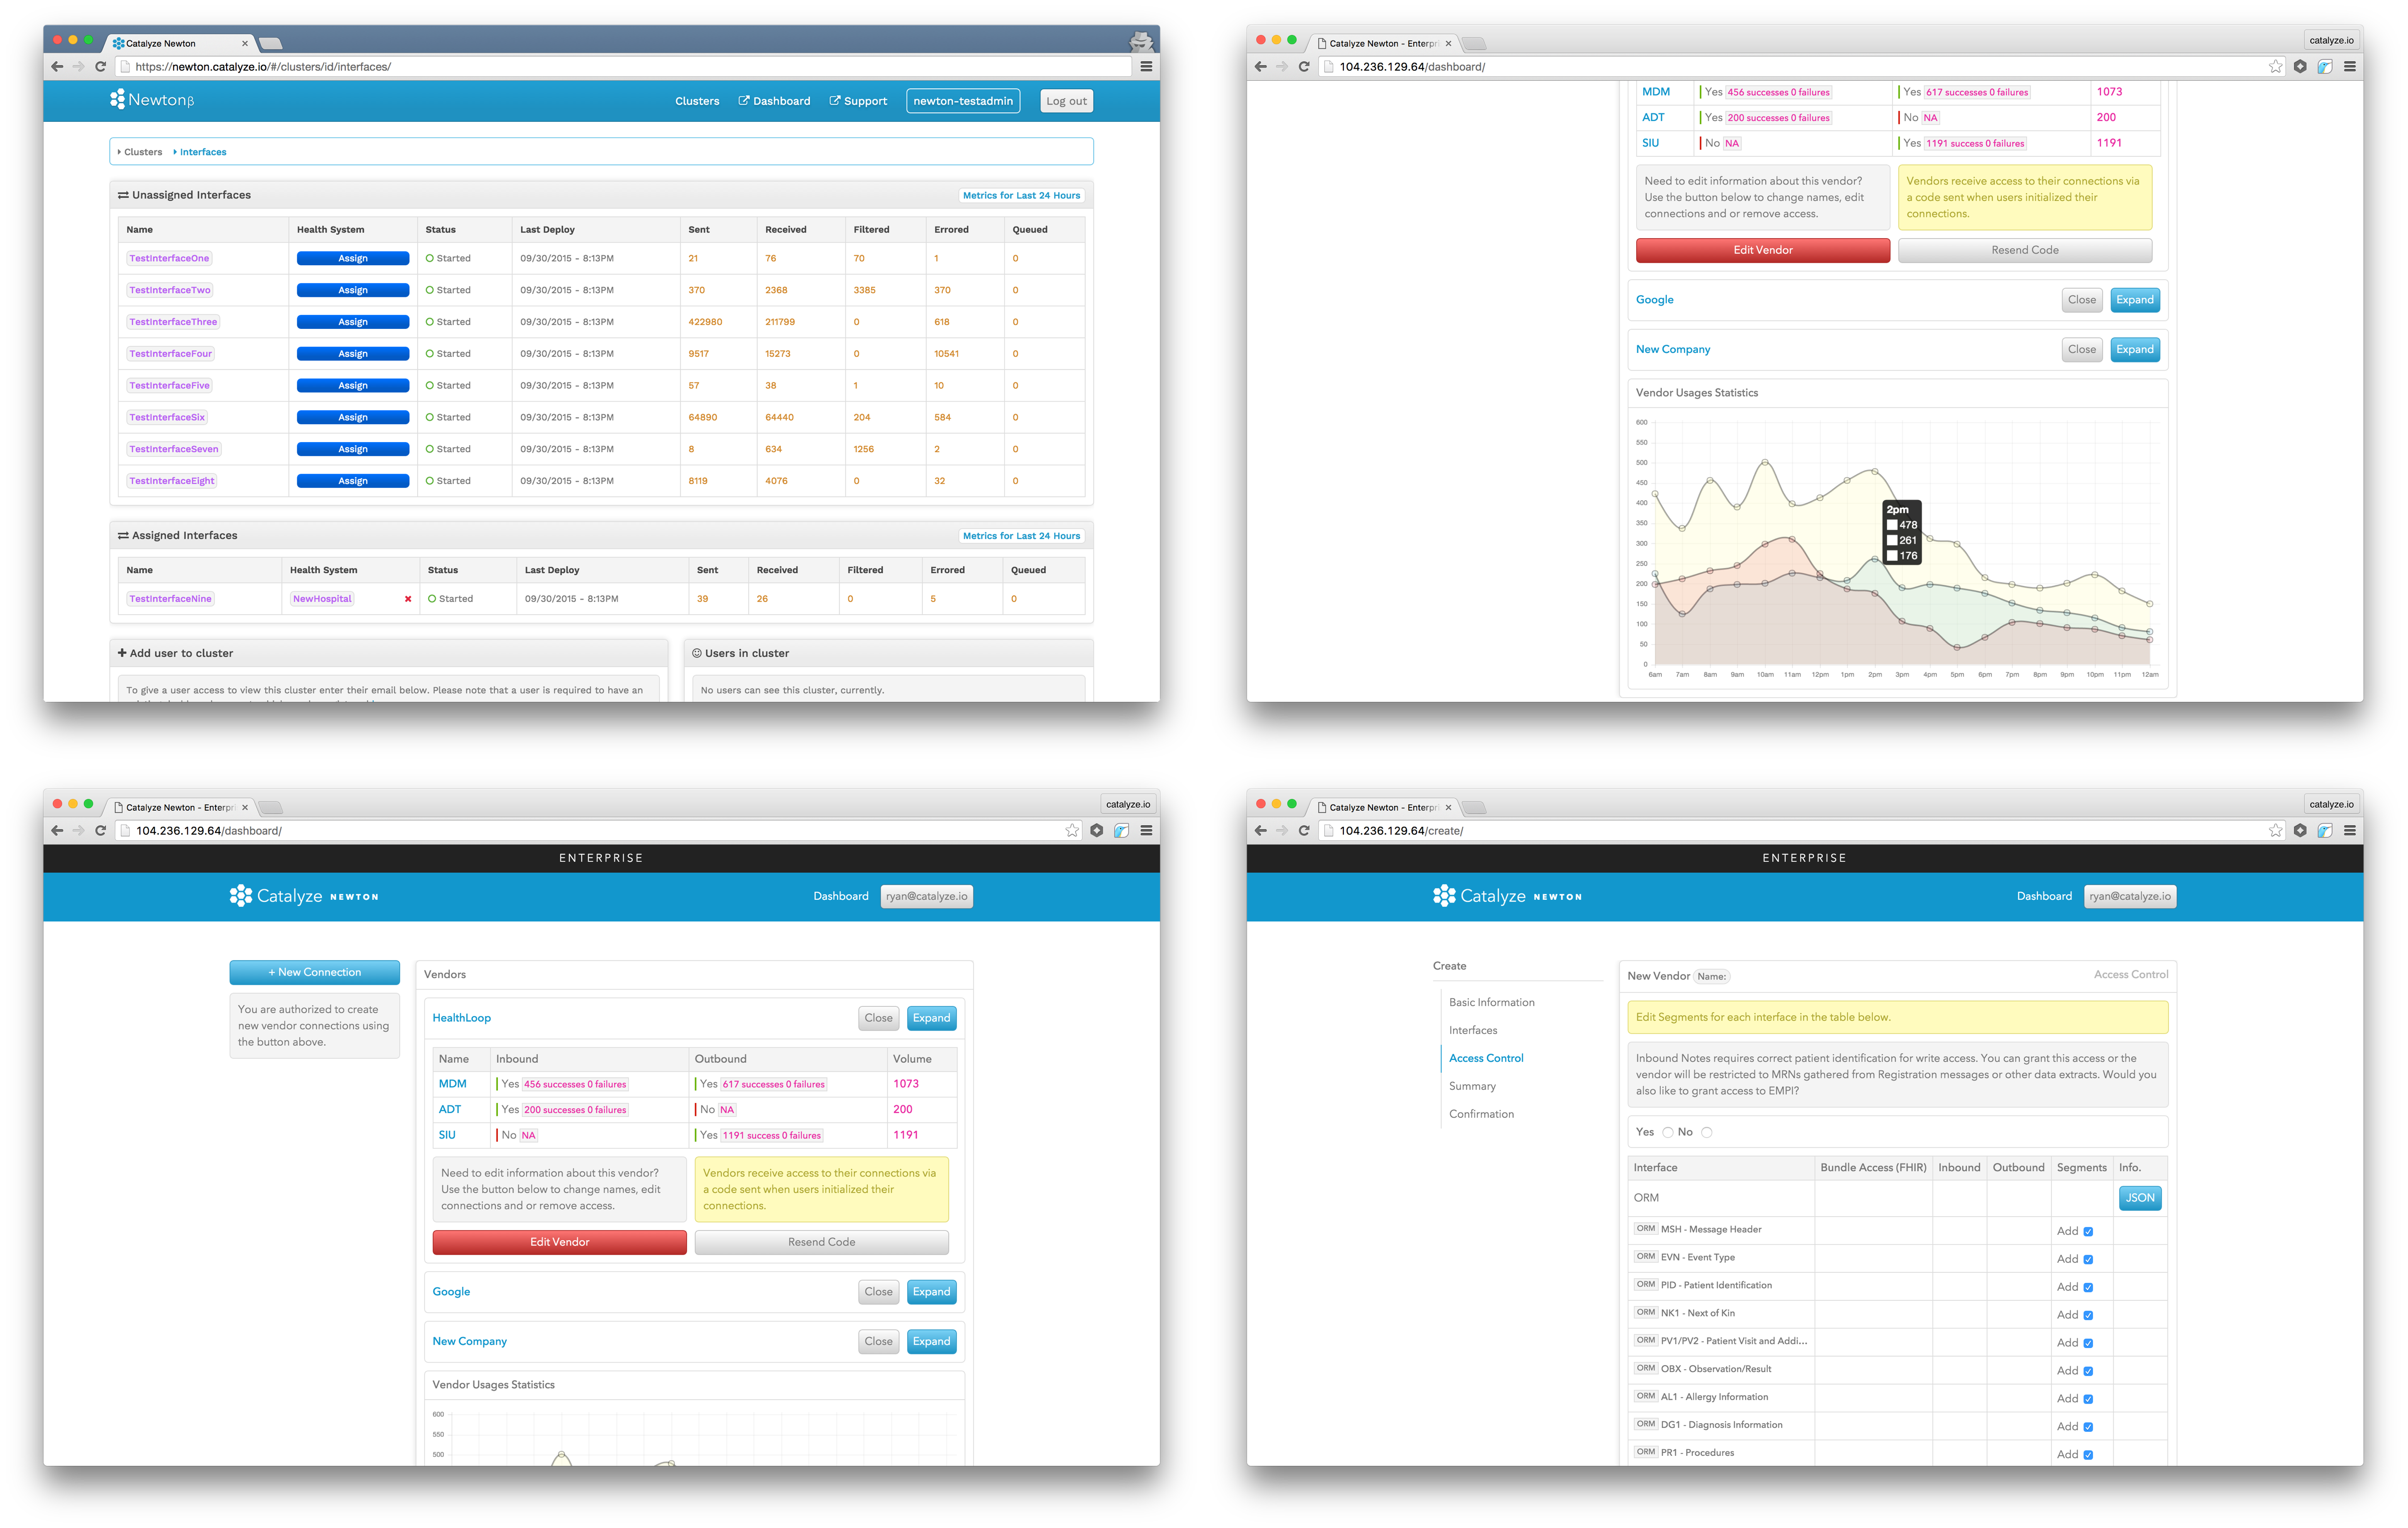 Catalyze Newton
https://newton.catalyze.io/#/clusters/id/interfaces/
Newtonβ
Clusters Dashboard Support newton-testadmin Log out
Clusters Interfaces
Unassigned Interfaces Metrics for Last 24 Hours
Name Health System Status Last Deploy Sent Received Filtered Errored Queued
TestInterfaceOne Assign Started 09/30/2015 - 8:13PM 21 76 70 1 0
TestInterfaceTwo Assign Started 09/30/2015 - 8:13PM 370 2368 3385 370 0
TestInterfaceThree Assign Started 09/30/2015 - 8:13PM 422980 211799 0 618 0
TestInterfaceFour Assign Started 09/30/2015 - 8:13PM 9517 15273 0 10541 0
TestInterfaceFive Assign Started 09/30/2015 - 8:13PM 57 38 1 10 0
TestInterfaceSix Assign Started 09/30/2015 - 8:13PM 64890 64440 204 584 0
TestInterfaceSeven Assign Started 09/30/2015 - 8:13PM 8 634 1256 2 0
TestInterfaceEight Assign Started 09/30/2015 - 8:13PM 8119 4076 0 32 0
Assigned Interfaces Metrics for Last 24 Hours
Name Health System Status Last Deploy Sent Received Filtered Errored Queued
TestInterfaceNine NewHospital Started 09/30/2015 - 8:13PM 39 26 0 5 0
Add user to cluster
To give a user access to view this cluster enter their email below. Please note that a user is required to have an
Users in cluster
No users can see this cluster, currently.
Catalyze Newton - Enterpr
catalyze.io
104.236.129.64/dashboard/
MDM Yes 456 successes 0 failures Yes 617 successes 0 failures 1073
ADT Yes 200 successes 0 failures No NA 200
SIU No NA Yes 1191 success 0 failures 1191
Need to edit information about this vendor?
Use the button below to change names, edit
connections and or remove access.
Vendors receive access to their connections via
a code sent when users initialized their
connections.
Edit Vendor Resend Code
Google Close Expand
New Company Close Expand
Vendor Usages Statistics
600
550
500
450
400
350
300
250
200
150
100
50
0
2pm
478
261
176
6am 7am 8am 9am 10am 11am 12pm 1pm 2pm 3pm 4pm 5pm 6pm 7pm 8pm 9pm 10pm 11pm 12am
Catalyze Newton - Enterpr
catalyze.io
104.236.129.64/dashboard/
ENTERPRISE
Catalyze NEWTON
Dashboard ryan@catalyze.io
+ New Connection
You are authorized to create
new vendor connections using
the button above.
Vendors
HealthLoop Close Expand
Name Inbound Outbound Volume
MDM Yes 456 successes 0 failures Yes 617 successes 0 failures 1073
ADT Yes 200 successes 0 failures No NA 200
SIU No NA Yes 1191 success 0 failures 1191
Need to edit information about this vendor?
Use the button below to change names, edit
connections and or remove access.
Vendors receive access to their connections via
a code sent when users initialized their
connections.
Edit Vendor Resend Code
Google Close Expand
New Company Close Expand
Vendor Usages Statistics
600
550
500
Catalyze Newton - Enterpr
catalyze.io
104.236.129.64/create/
ENTERPRISE
Catalyze NEWTON
Dashboard ryan@catalyze.io
Create
Basic Information
Interfaces
Access Control
Summary
Confirmation
New Vendor Name: Access Control
Edit Segments for each interface in the table below.
Inbound Notes requires correct patient identification for write access. You can grant this access or the
vendor will be restricted to MRNs gathered from Registration messages or other data extracts. Would you
also like to grant access to EMPI?
Yes No
Interface Bundle Access (FHIR) Inbound Outbound Segments Info.
ORM JSON
ORM MSH - Message Header Add
ORM EVN - Event Type Add
ORM PID - Patient Identification Add
ORM NK1 - Next of Kin Add
ORM PV1/PV2 - Patient Visit and Addi... Add
ORM OBX - Observation/Result Add
ORM AL1 - Allergy Information Add
ORM DG1 - Diagnosis Information Add
ORM PR1 - Procedures Add